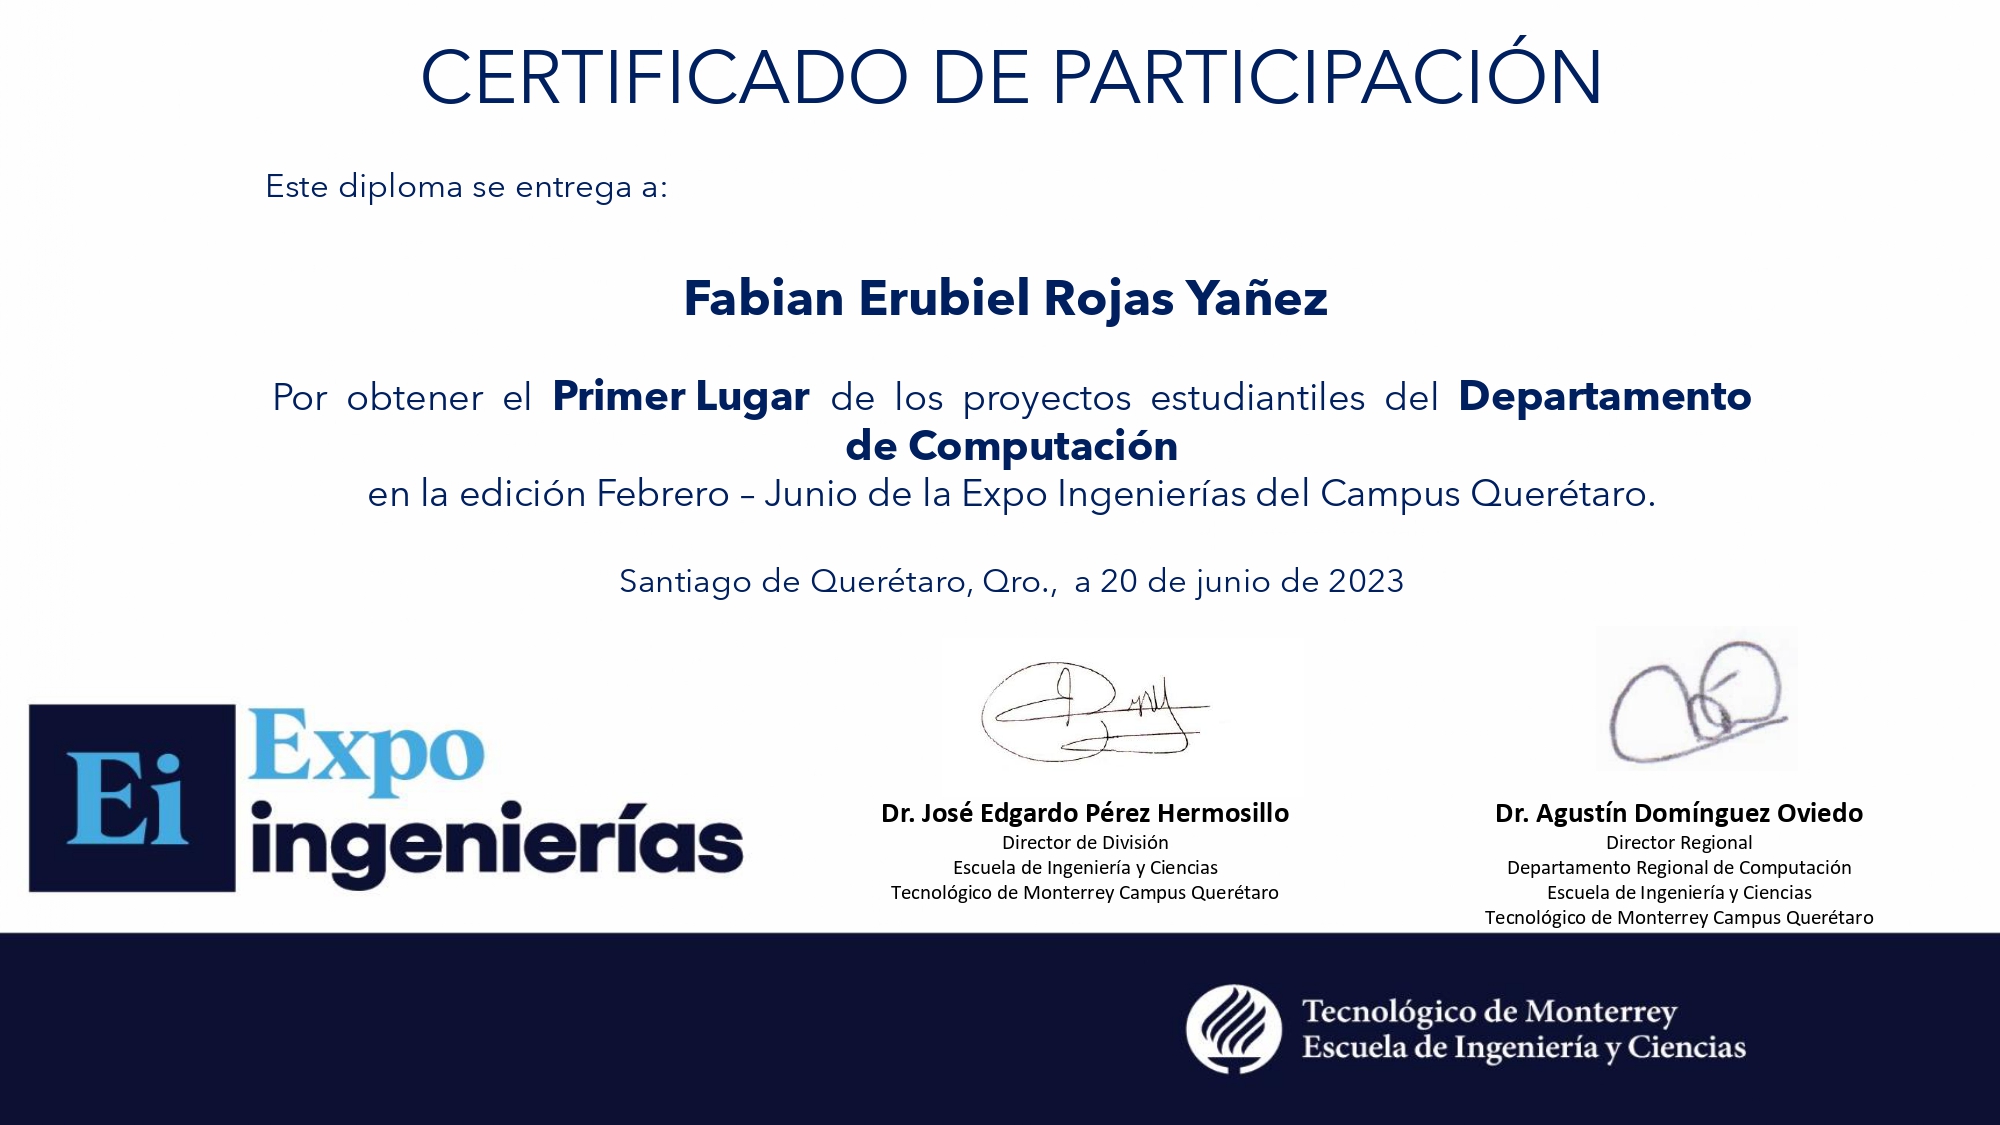 CERTIFICADO DE PARTICIPACIÓN
Este diploma se entrega a:
Fabian Erubiel Rojas Yañez
Por obtener el Primer Lugar de los proyectos estudiantiles del Departamento
de Computación
en la edición Febrero – Junio de la Expo Ingenierías del Campus Querétaro.
Santiago de Querétaro, Qro., a 20 de junio de 2023
Ei
Expo
ingenierías
Dr. José Edgardo Pérez Hermosillo
Director de División
Escuela de Ingeniería y Ciencias
Tecnológico de Monterrey Campus Querétaro
Dr. Agustín Domínguez Oviedo
Director Regional
Departamento Regional de Computación
Escuela de Ingeniería y Ciencias
Tecnológico de Monterrey Campus Querétaro
Tecnológico de Monterrey
Escuela de Ingeniería y Ciencias